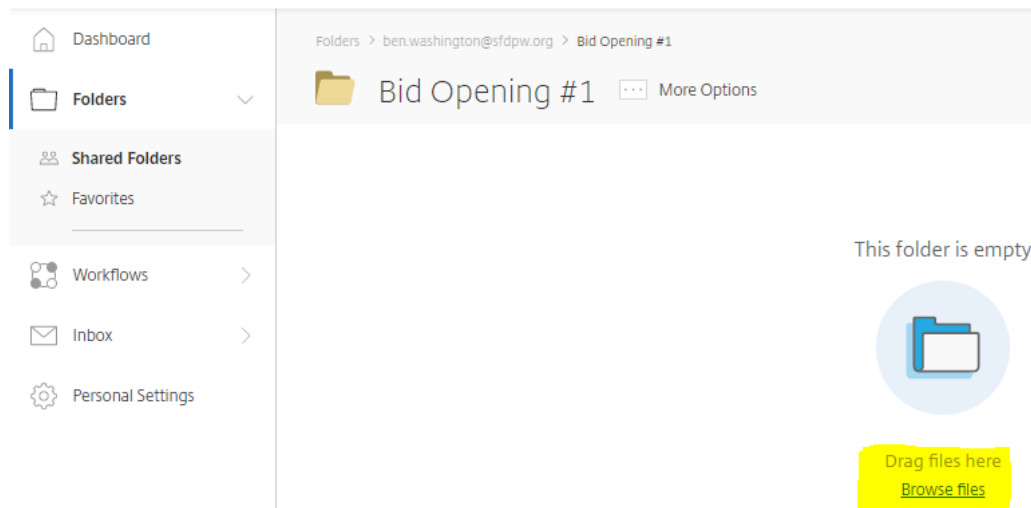 Dashboard
Folders
Shared Folders
Favorites
Workflows
Inbox
Personal Settings
Folders > ben.washington@sfdpw.org > Bid Opening #1
Bid Opening #1 ... More Options
This folder is empty
Drag files here
Browse files